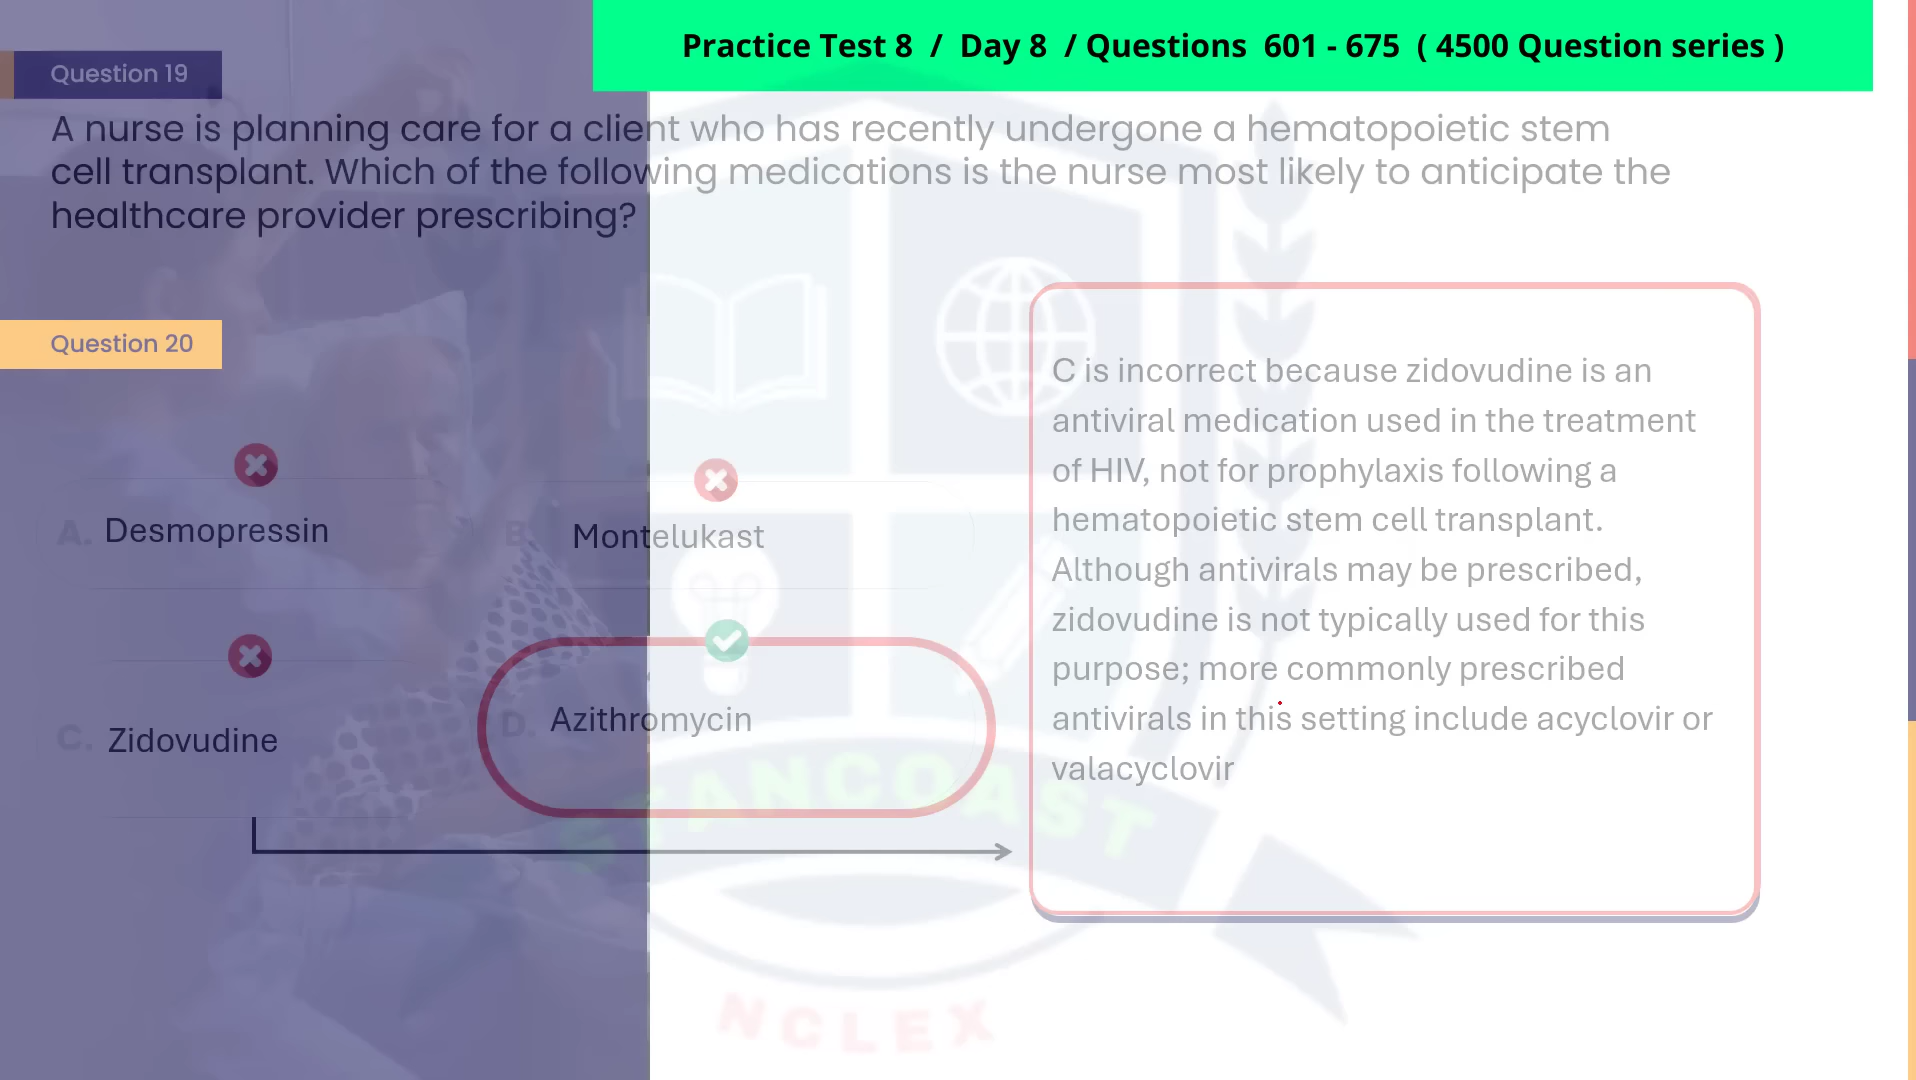 Practice Test 8 / Day 8 / Questions 601 - 675 ( 4500 Question series )
Question 19
A nurse is planning care for a client who has recently undergone a hematopoietic stem
cell transplant. Which of the following medications is the nurse most likely to anticipate the
healthcare provider prescribing?
Question 20
A. Desmopressin
B. Montelukast
C. Zidovudine
D. Azithromycin
C is incorrect because zidovudine is an
antiviral medication used in the treatment
of HIV, not for prophylaxis following a
hematopoietic stem cell transplant.
Although antivirals may be prescribed,
zidovudine is not typically used for this
purpose; more commonly prescribed
antivirals in this setting include acyclovir or
valacyclovir
STANCOAST
NCLEX